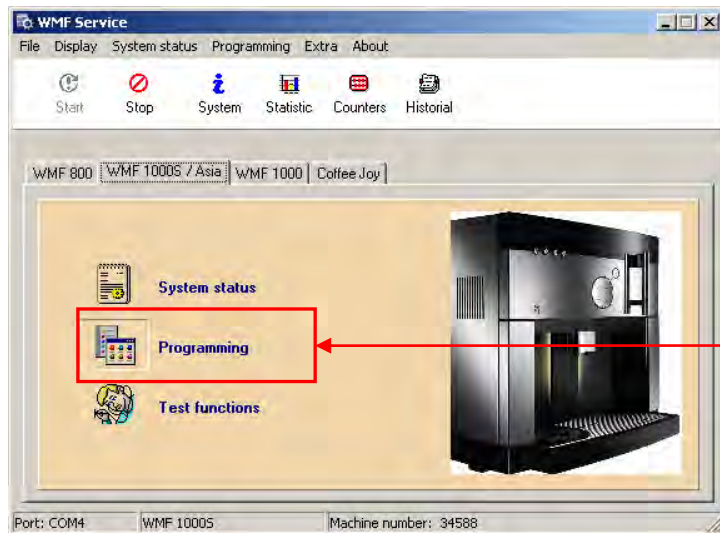 WMF Service
File Display System status Programming Extra About
Start Stop System Statistic Counters Historial
WMF 800 WMF 1000S / Asia WMF 1000 Coffee Joy
System status
Programming
Test functions
Port: COM4 WMF 1000S Machine number: 34588